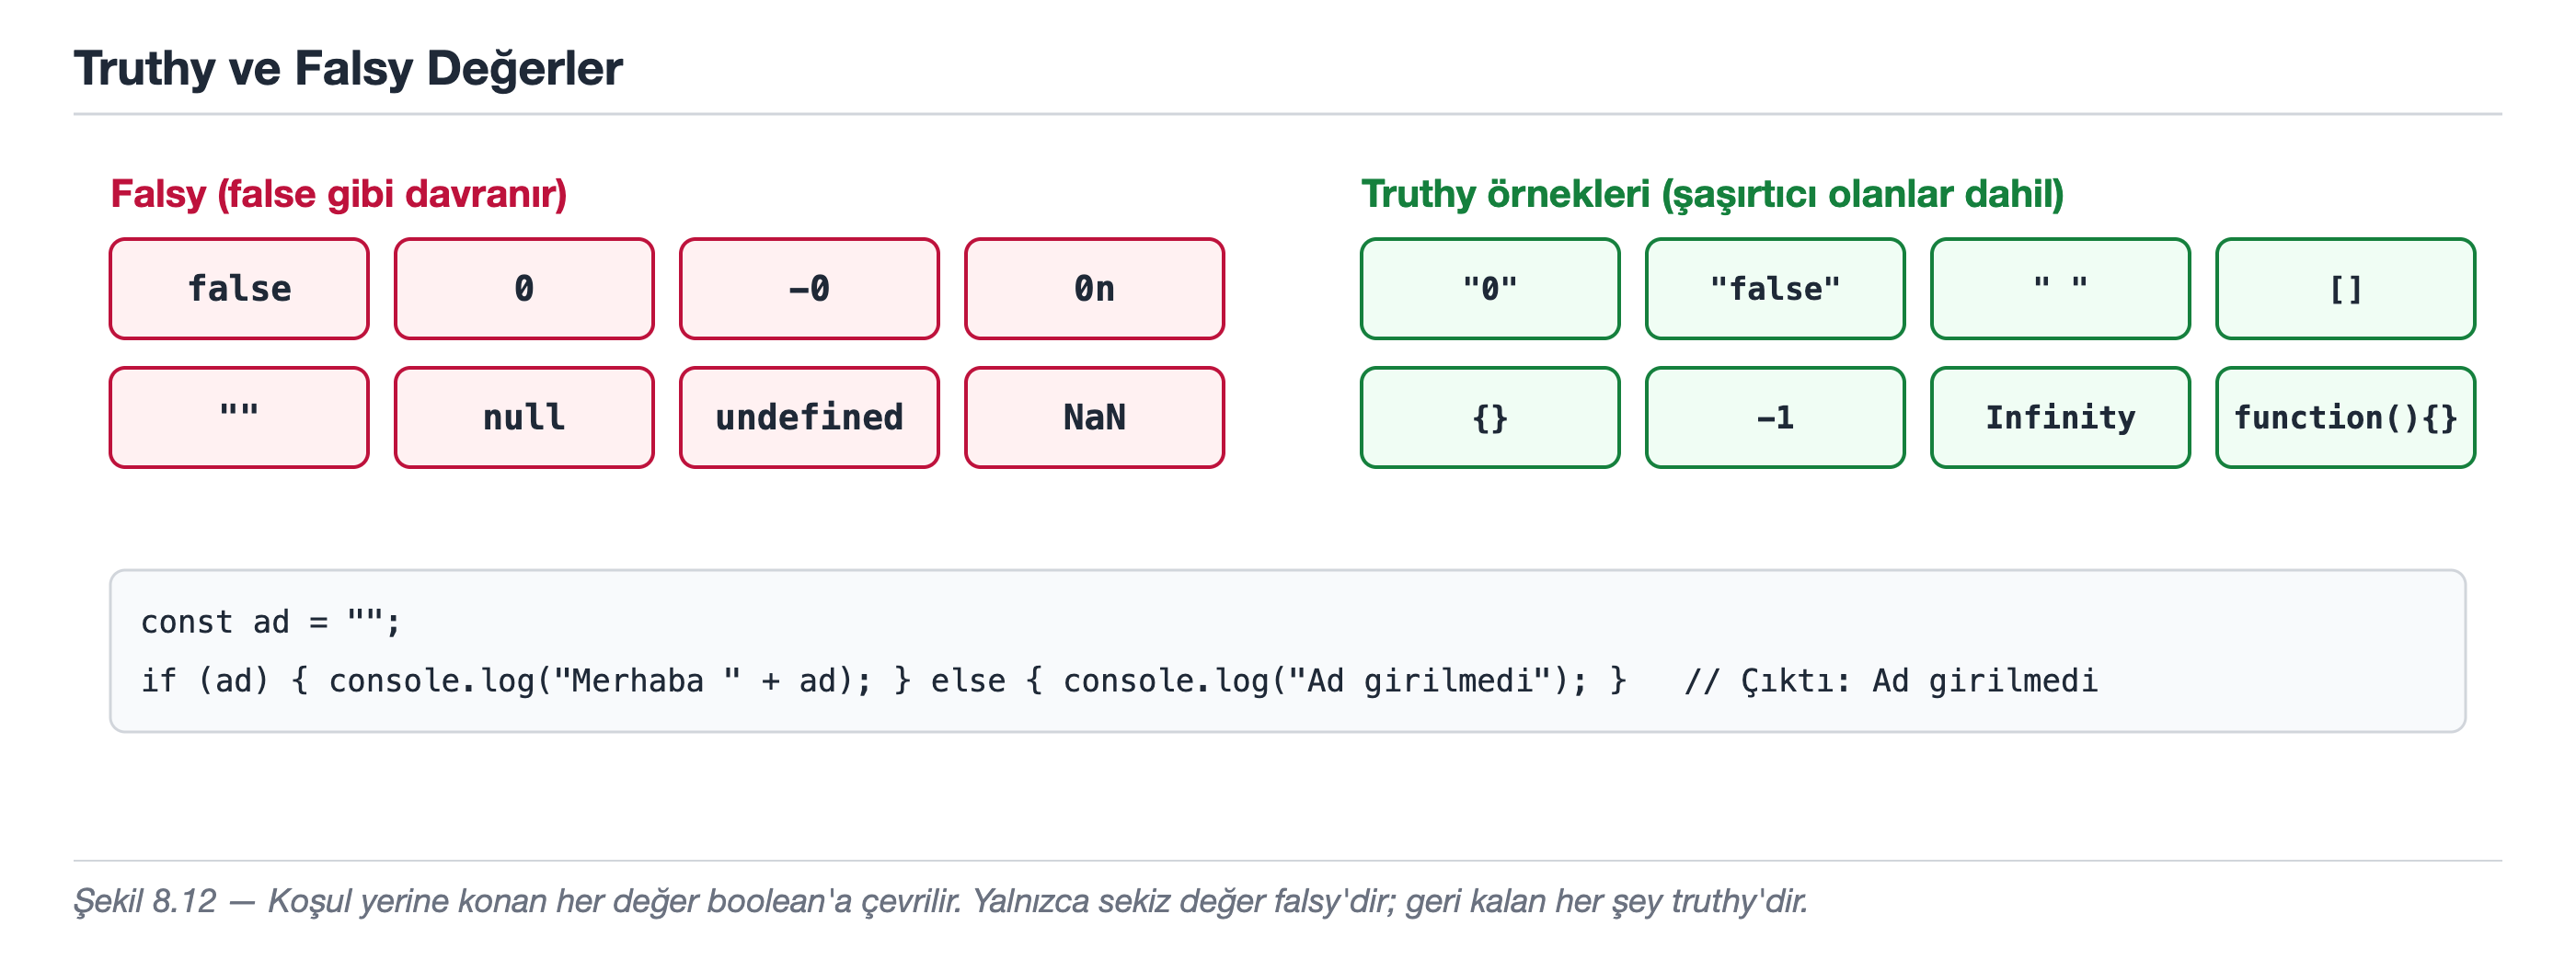 Truthy ve Falsy Değerler
Falsy (false gibi davranır)
false 0 −0 0n
"" null undefined NaN
Truthy örnekleri (şaşırtıcı olanlar dahil)
"0" "false" " " []
{} −1 Infinity function(){}
const ad = "";
if (ad) { console.log("Merhaba " + ad); } else { console.log("Ad girilmedi"); }   // Çıktı: Ad girilmedi
Şekil 8.12 — Koşul yerine konan her değer boolean'a çevrilir. Yalnızca sekiz değer falsy'dir; geri kalan her şey truthy'dir.